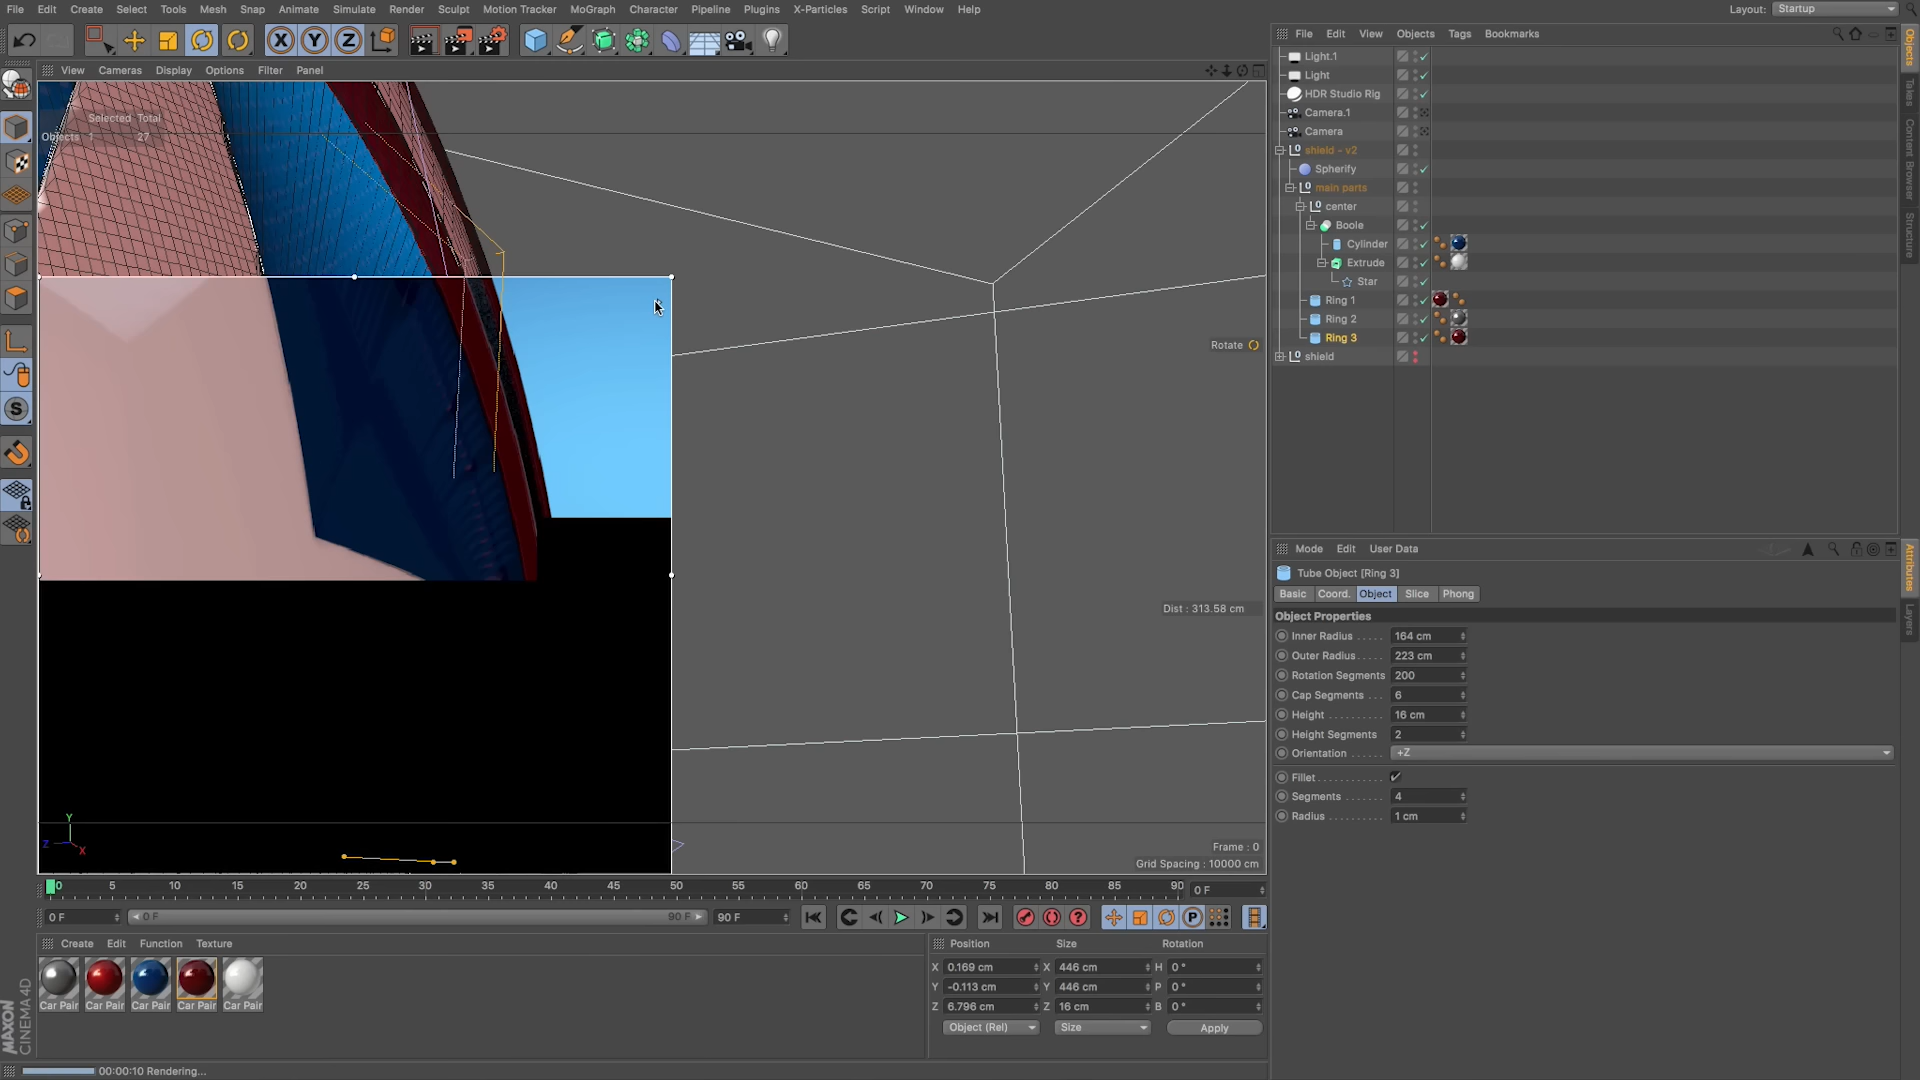 File Edit Create Select Tools Mesh Snap Animate Simulate Render Sculpt Motion Tracker MoGraph Character Pipeline Plugins X-Particles Script Window Help Layout: Startup
X Y Z
File Edit View Objects Tags Bookmarks
View Cameras Display Options Filter Panel
Selected Total
Objects 1 27
Light.1
Light
HDR Studio Rig
Camera.1
Camera
shield - v2
Spherify
main parts
center
Boole
Cylinder
Extrude
Star
Ring 1
Ring 2
Ring 3
shield
Objects
Takes
Content Browser
Structure
Rotate
Dist : 313.58 cm
Mode Edit User Data
Tube Object [Ring 3]
Basic Coord. Object Slice Phong
Object Properties
Inner Radius 164 cm
Outer Radius 223 cm
Rotation Segments 200
Cap Segments 6
Height 16 cm
Height Segments 2
Orientation +Z
Fillet
Segments 4
Radius 1 cm
Attributes
Layers
Y
Z X
Frame : 0
Grid Spacing : 10000 cm
0 5 10 15 20 25 30 35 40 45 50 55 60 65 70 75 80 85 90 0 F
0 F 0 F 90 F 90 F
P
Create Edit Function Texture
Car Pair Car Pair Car Pair Car Pair Car Pair
Position Size Rotation
X 0.169 cm X 446 cm H 0 °
Y -0.113 cm Y 446 cm P 0 °
Z 6.796 cm Z 16 cm B 0 °
Object (Rel) Size Apply
MAXON
CINEMA 4D
00:00:10 Rendering...